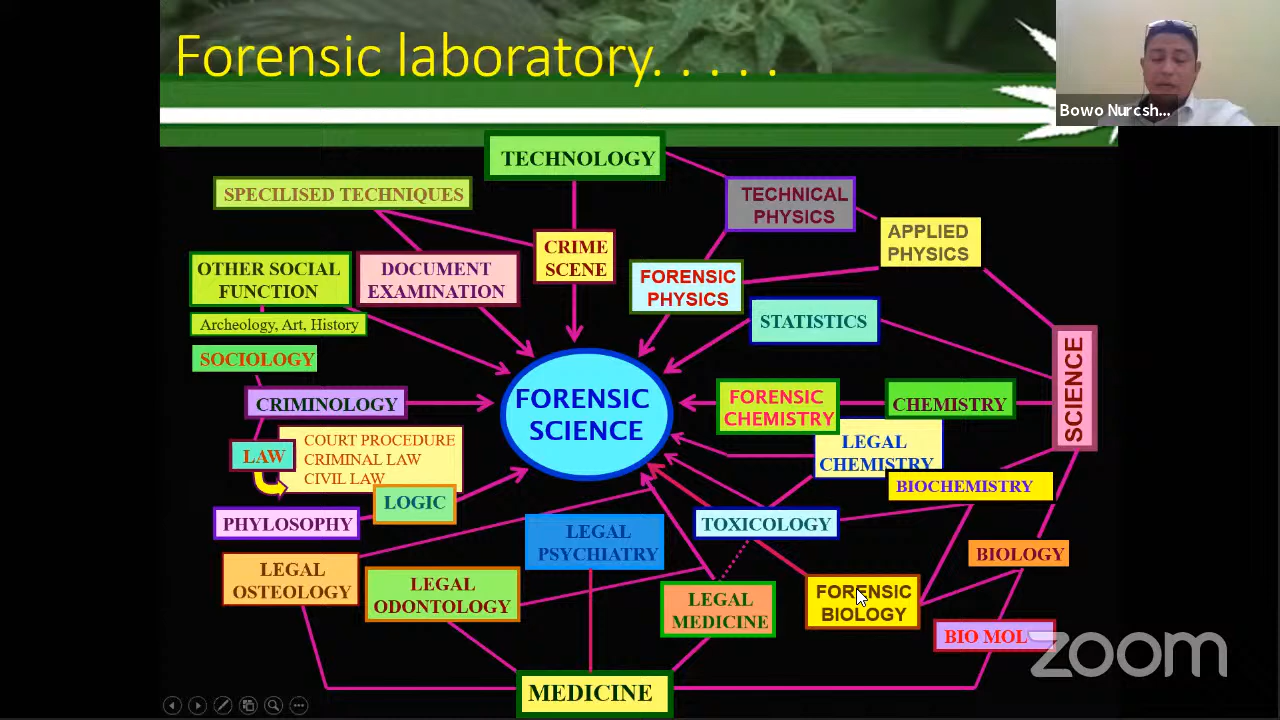 Forensic laboratory. . . . .
Bowo Nurcsh...
TECHNOLOGY
SPECILISED TECHNIQUES
TECHNICAL
PHYSICS
APPLIED
PHYSICS
CRIME
SCENE
OTHER SOCIAL
FUNCTION
DOCUMENT
EXAMINATION
FORENSIC
PHYSICS
Archeology, Art, History
STATISTICS
SOCIOLOGY
SCIENCE
CRIMINOLOGY
FORENSIC
SCIENCE
FORENSIC
CHEMISTRY
CHEMISTRY
LAW
COURT PROCEDURE
CRIMINAL LAW
CIVIL LAW
LEGAL
CHEMISTRY
BIOCHEMISTRY
LOGIC
PHYLOSOPHY
TOXICOLOGY
LEGAL
PSYCHIATRY
BIOLOGY
LEGAL
OSTEOLOGY
LEGAL
ODONTOLOGY
LEGAL
MEDICINE
FORENSIC
BIOLOGY
BIO MOL
MEDICINE
zoom